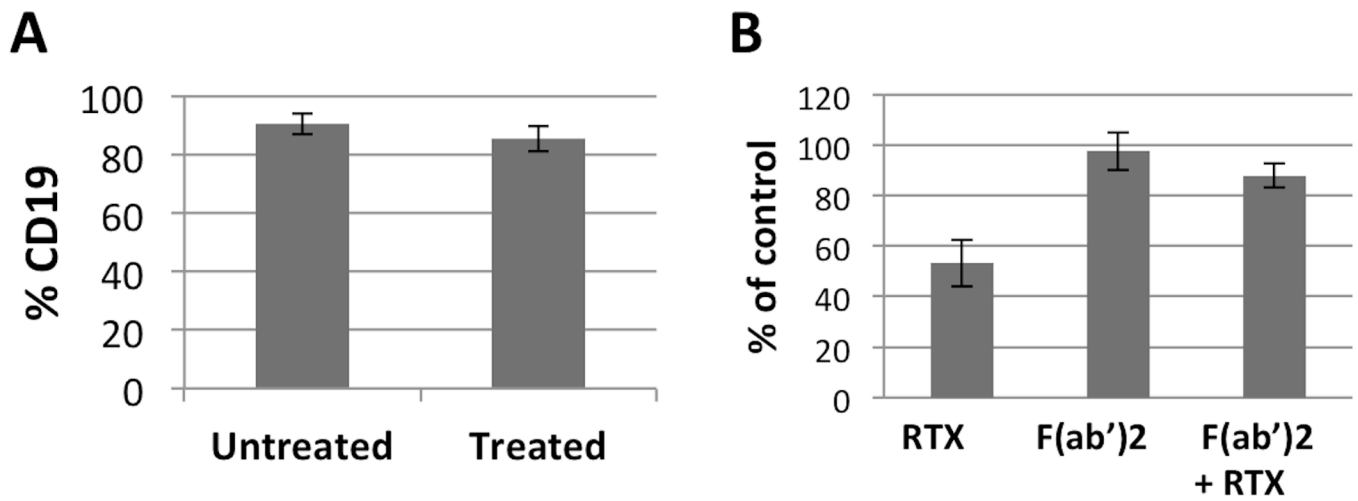 A
% CD19
100
80
60
40
20
0
Untreated
Treated
B
% of control
120
100
80
60
40
20
0
RTX
F(ab’)2
F(ab’)2
+ RTX